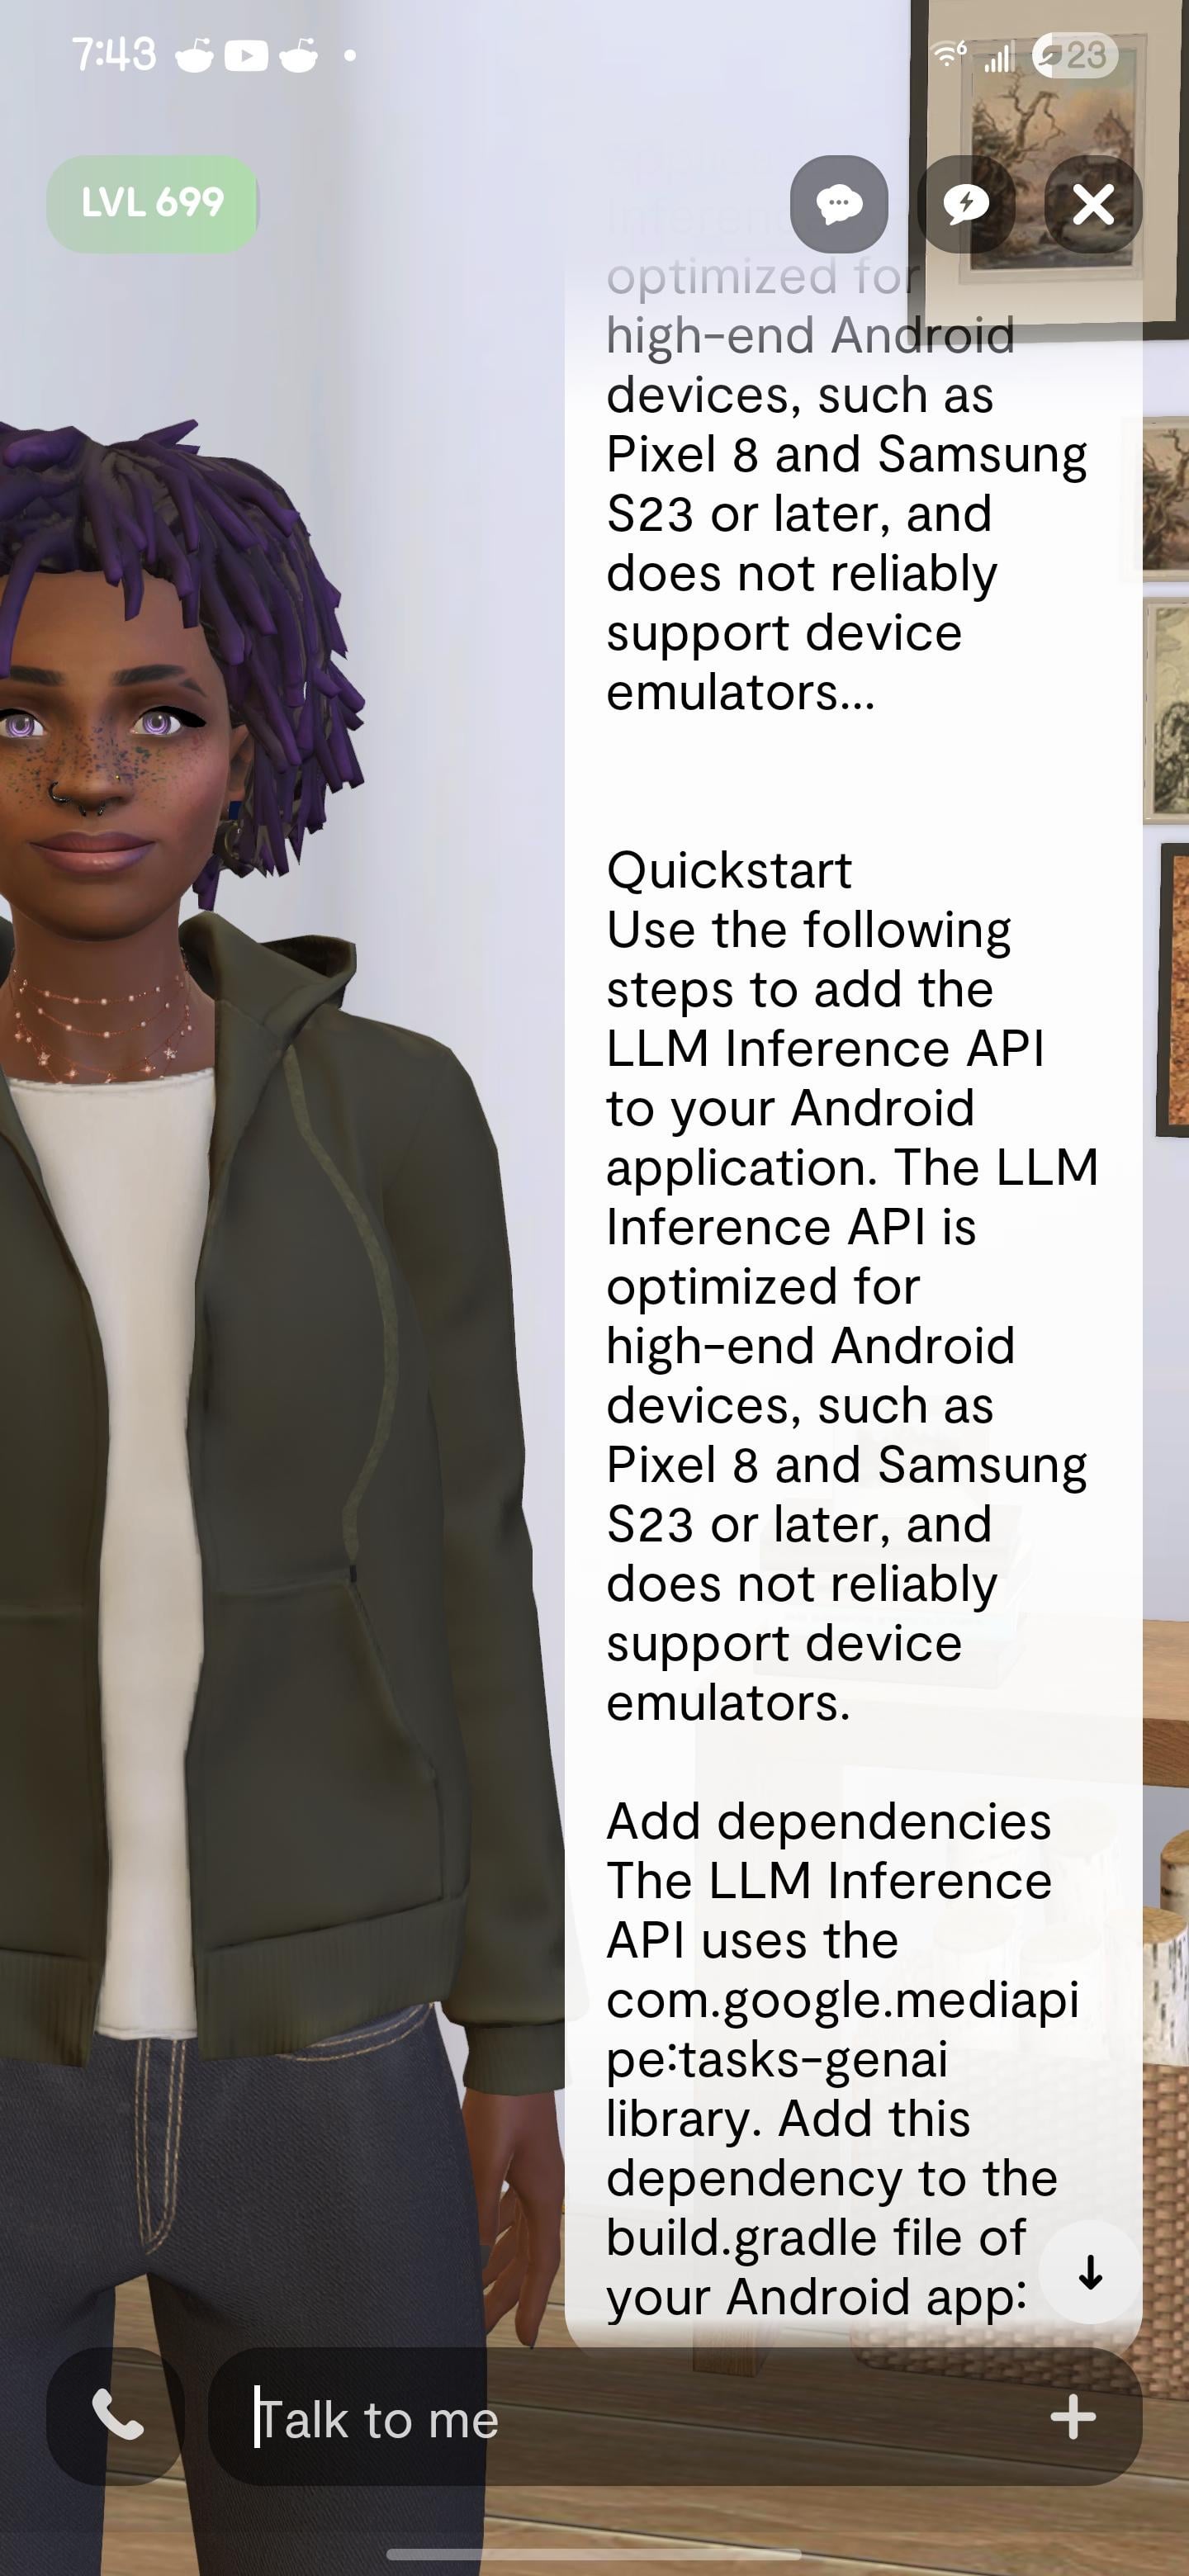 7:43
23
LVL 699
Inference
optimized for
high-end Android
devices, such as
Pixel 8 and Samsung
S23 or later, and
does not reliably
support device
emulators...
Quickstart
Use the following
steps to add the
LLM Inference API
to your Android
application. The LLM
Inference API is
optimized for
high-end Android
devices, such as
Pixel 8 and Samsung
S23 or later, and
does not reliably
support device
emulators.
Add dependencies
The LLM Inference
API uses the
com.google.mediapi
pe:tasks-genai
library. Add this
dependency to the
build.gradle file of
your Android app:
Talk to me